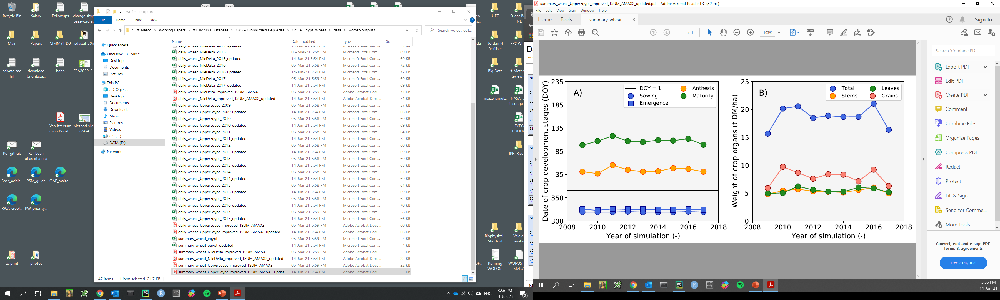 Recycle Bin
Salary
Followups
change skyp
password a...
Main
Papers
CIMMYT DB
isdasoil-30m
salvate sad
hill
download
brightspa...
bahn
ESA2022_S...
Van Ittersum
Crop Boost...
Method slid
GYGA
Re_ github
RE_ bean
atlas of africa
Spec_acidit...
PSM_guide
OAF_maize...
RWA_cropl...
RW_priority...
to print
photos
wofost-outputs
File
Home
Share
View
« # Jvasco > Working Papers > # CIMMYT Database > GYGA Global Yield Gap Atlas > GYGA_Egypt_Wheat > data > wofost-outputs
Search wofost-out...
Quick access
OneDrive - CIMMYT
Desktop
Documents
Pictures
This PC
3D Objects
Desktop
Documents
Downloads
Music
Pictures
Videos
OS (C:)
DATA (D:)
Network
Name Date modified Type Size
daily_wheat_NileDelta_2014_updated 14-Jun-21 3:54 PM Microsoft Excel Com... 71 KB
daily_wheat_NileDelta_2015 05-Mar-21 5:58 PM Microsoft Excel Com... 69 KB
daily_wheat_NileDelta_2015_updated 14-Jun-21 3:54 PM Microsoft Excel Com... 69 KB
daily_wheat_NileDelta_2016 05-Mar-21 5:58 PM Microsoft Excel Com... 72 KB
daily_wheat_NileDelta_2016_updated 14-Jun-21 3:54 PM Microsoft Excel Com... 72 KB
daily_wheat_NileDelta_2017 05-Mar-21 5:59 PM Microsoft Excel Com... 69 KB
daily_wheat_NileDelta_2017_updated 14-Jun-21 3:54 PM Microsoft Excel Com... 69 KB
daily_wheat_NileDelta_improved_TSUM_AMAX2 05-Mar-21 5:59 PM Adobe Acrobat Docu... 71 KB
daily_wheat_NileDelta_improved_TSUM_AMAX2_updated 14-Jun-21 3:54 PM Adobe Acrobat Docu... 71 KB
daily_wheat_UpperEgypt_2009 05-Mar-21 5:58 PM Microsoft Excel Com... 57 KB
daily_wheat_UpperEgypt_2009_updated 14-Jun-21 3:54 PM Microsoft Excel Com... 66 KB
daily_wheat_UpperEgypt_2010 05-Mar-21 5:58 PM Microsoft Excel Com... 60 KB
daily_wheat_UpperEgypt_2010_updated 14-Jun-21 3:54 PM Microsoft Excel Com... 69 KB
daily_wheat_UpperEgypt_2011 05-Mar-21 5:58 PM Microsoft Excel Com... 64 KB
daily_wheat_UpperEgypt_2011_updated 14-Jun-21 3:54 PM Microsoft Excel Com... 72 KB
daily_wheat_UpperEgypt_2012 05-Mar-21 5:58 PM Microsoft Excel Com... 60 KB
daily_wheat_UpperEgypt_2012_updated 14-Jun-21 3:54 PM Microsoft Excel Com... 69 KB
daily_wheat_UpperEgypt_2013 05-Mar-21 5:58 PM Microsoft Excel Com... 60 KB
daily_wheat_UpperEgypt_2013_updated 14-Jun-21 3:54 PM Microsoft Excel Com... 68 KB
daily_wheat_UpperEgypt_2014 05-Mar-21 5:58 PM Microsoft Excel Com... 61 KB
daily_wheat_UpperEgypt_2014_updated 14-Jun-21 3:54 PM Microsoft Excel Com... 69 KB
daily_wheat_UpperEgypt_2015 05-Mar-21 5:58 PM Microsoft Excel Com... 61 KB
daily_wheat_UpperEgypt_2015_updated 14-Jun-21 3:54 PM Microsoft Excel Com... 69 KB
daily_wheat_UpperEgypt_2016 05-Mar-21 5:58 PM Microsoft Excel Com... 62 KB
daily_wheat_UpperEgypt_2016_updated 14-Jun-21 3:54 PM Microsoft Excel Com... 70 KB
daily_wheat_UpperEgypt_2017 05-Mar-21 5:59 PM Microsoft Excel Com... 58 KB
daily_wheat_UpperEgypt_2017_updated 14-Jun-21 3:54 PM Microsoft Excel Com... 66 KB
daily_wheat_UpperEgypt_improved_TSUM_AMAX2 05-Mar-21 5:59 PM Adobe Acrobat Docu... 60 KB
daily_wheat_UpperEgypt_improved_TSUM_AMAX2_updated 14-Jun-21 3:54 PM Adobe Acrobat Docu... 66 KB
summary_wheat_egypt 05-Mar-21 5:59 PM Microsoft Excel Com... 4 KB
summary_wheat_egypt_updated 14-Jun-21 3:54 PM Microsoft Excel Com... 4 KB
summary_wheat_NileDelta_improved_TSUM_AMAX2 05-Mar-21 5:59 PM Adobe Acrobat Docu... 22 KB
summary_wheat_NileDelta_improved_TSUM_AMAX2_updated 14-Jun-21 3:54 PM Adobe Acrobat Docu... 22 KB
summary_wheat_UpperEgypt_improved_TSUM_AMAX2 05-Mar-21 5:59 PM Adobe Acrobat Docu... 22 KB
summary_wheat_UpperEgypt_improved_TSUM_AMAX2_updat... 14-Jun-21 3:54 PM Adobe Acrobat Docu... 22 KB
47 items 1 item selected 21.7 KB
UFZ
Sugar B
NL
Jordan N
fertiliser
PPS Wh
Big Data
# Metho
Review
maize-simul...
NASA r
Kasungu
TYPO
BUHER
IRRI Rice
Biophysical -
Shortcut
Vale d
Cavalos
Running
WOFOST
WOFOST
MvL.7
ENG
3:56 PM
14-Jun-21
2
summary_wheat_UpperEgypt_improved_TSUM_AMAX2_updated.pdf - Adobe Acrobat Reader DC (32-bit)
File Edit View Sign Window Help
Home
Tools
summary_wheat_U...
Sign In
1 / 1
103%
Search 'Combine PDF'
Export PDF
Edit PDF
Create PDF
Comment
Combine Files
Organize Pages
Compress PDF
Redact
Protect
Fill & Sign
Send for Comme...
More Tools
Convert, edit and e-sign PDF
forms & agreements
Free 7-Day Trial
A)
DOY = 1
Sowing
Emergence
Anthesis
Maturity
Date of crop development stages (DOY)
235
185
135
85
35
350
300
2008 2010 2012 2014 2016 2018
Year of simulation (-)
B)
Total
Stems
Leaves
Grains
Weight of crop organs (t DM/ha)
25
20
15
10
5
0
2008 2010 2012 2014 2016 2018
Year of simulation (-)
3:56 PM
14-Jun-21